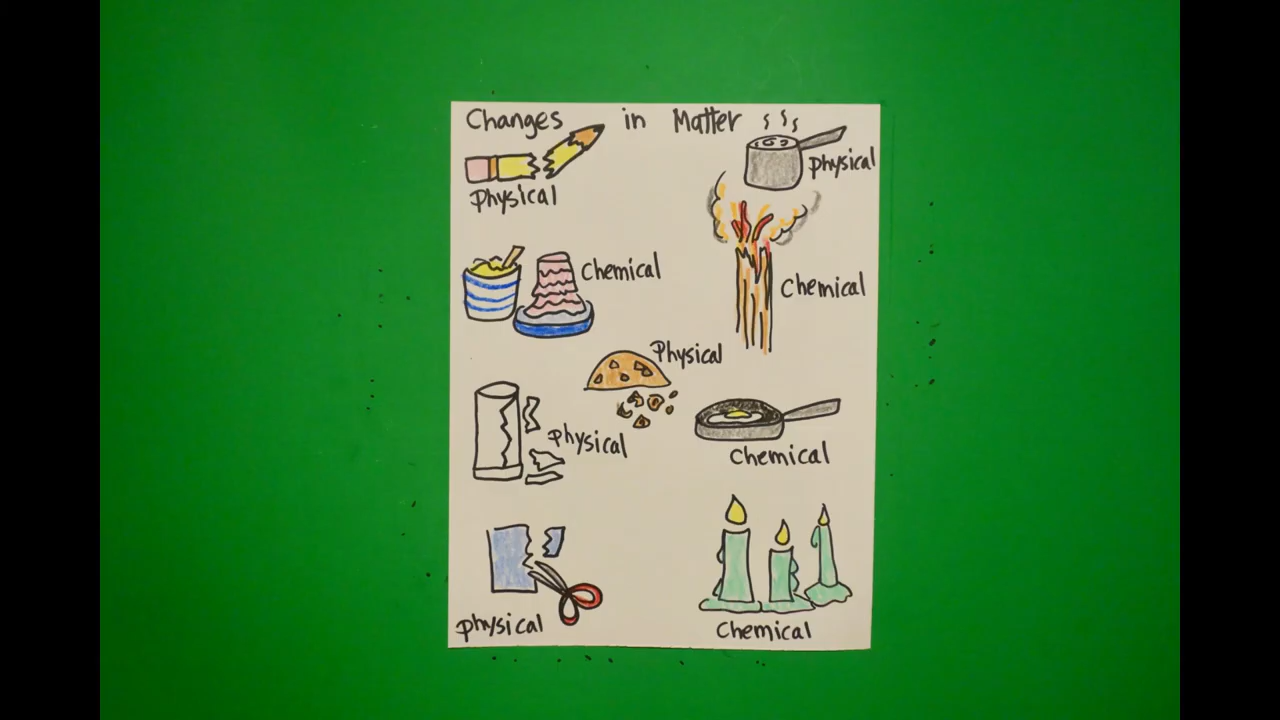 Changes in Matter
physical
physical
Chemical
Chemical
Physical
physical
Chemical
physical
Chemical